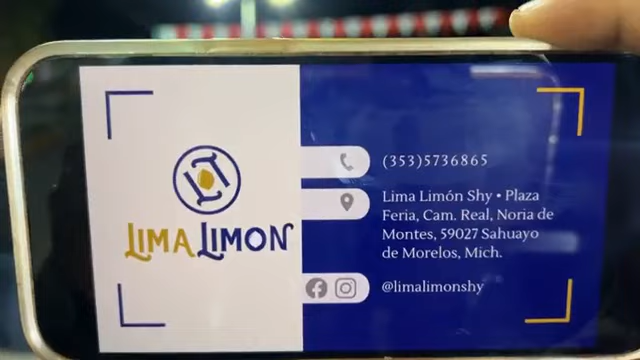 LIMA LIMON
(353)5736865
Lima Limón Shy • Plaza
Feria, Cam. Real, Noria de
Montes, 59027 Sahuayo
de Morelos, Mich.
@limalimonshy